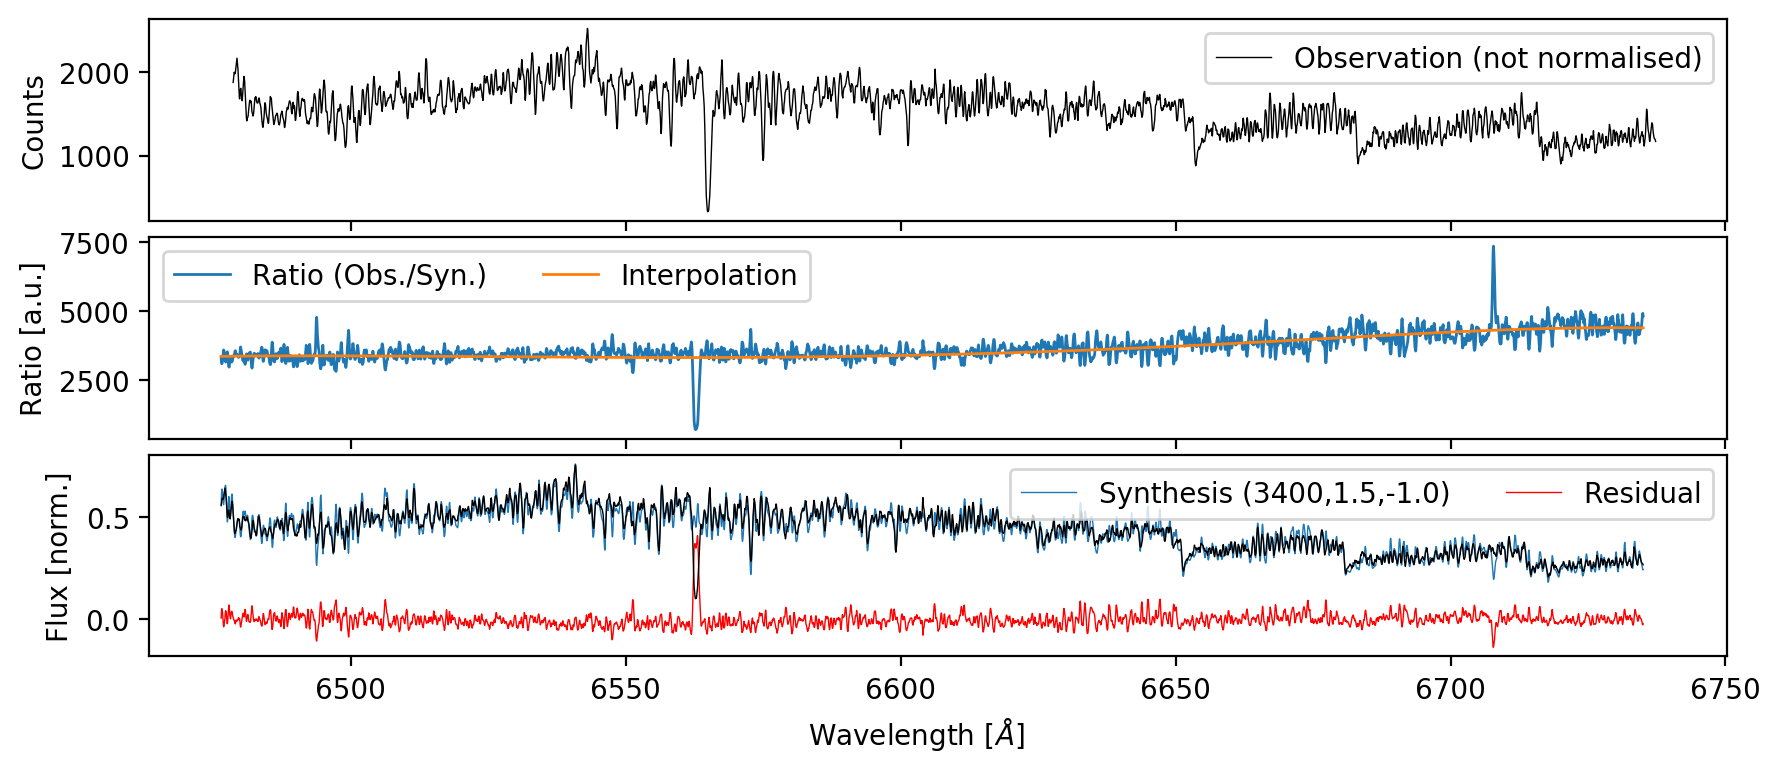 Observation (not normalised)
2000
1000
Counts
7500
5000
2500
Ratio [a.u.]
Ratio (Obs./Syn.)
Interpolation
0.5
0.0
Flux [norm.]
Synthesis (3400,1.5,-1.0)
Residual
6500
6550
6600
6650
6700
6750
Wavelength [Å]